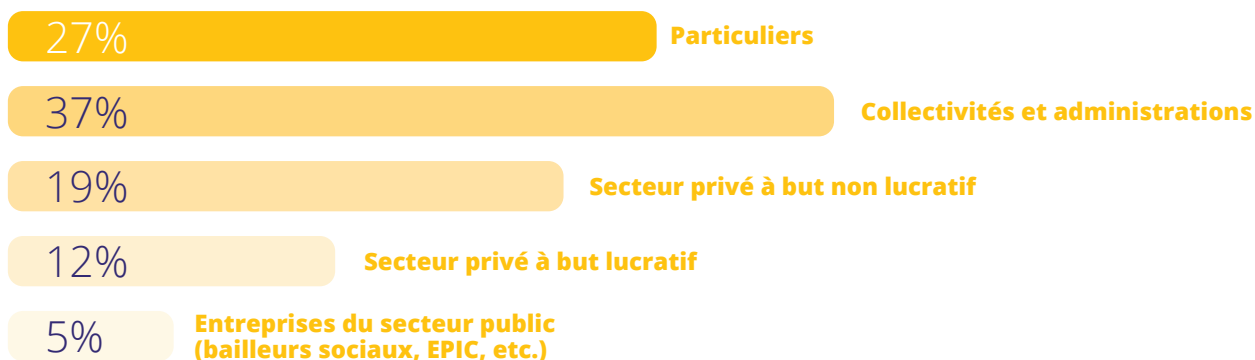 27% Particuliers
37% Collectivités et administrations
19% Secteur privé à but non lucratif
12% Secteur privé à but lucratif
5% Entreprises du secteur public
(bailleurs sociaux, EPIC, etc.)